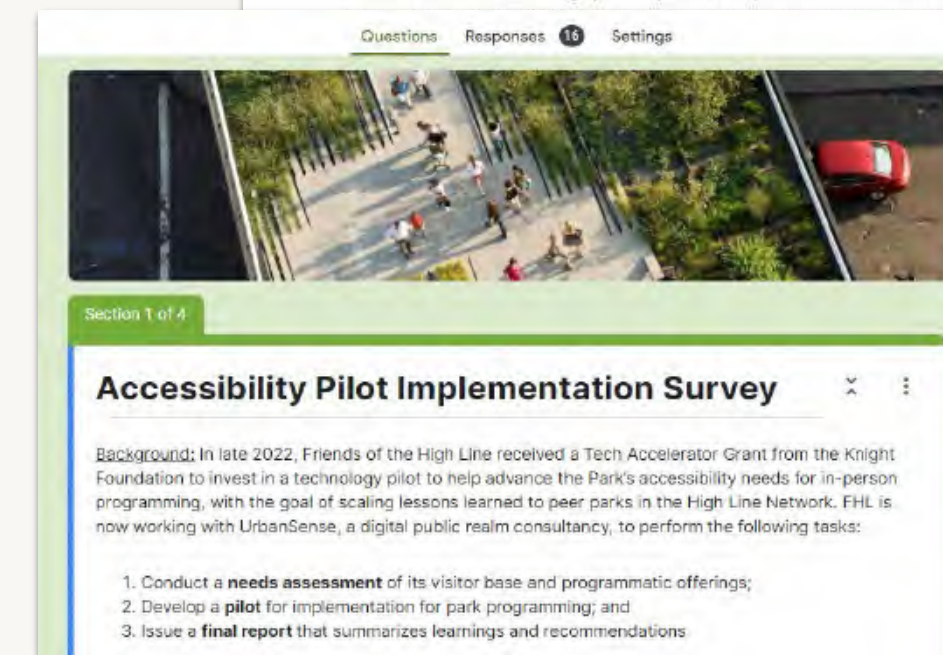 Questions Responses 16 Settings
Section 1 of 4
Accessibility Pilot Implementation Survey
Background: In late 2022, Friends of the High Line received a Tech Accelerator Grant from the Knight
Foundation to invest in a technology pilot to help advance the Park's accessibility needs for in-person
programming, with the goal of scaling lessons learned to peer parks in the High Line Network. FHL is
now working with UrbanSense, a digital public realm consultancy, to perform the following tasks:
1. Conduct a needs assessment of its visitor base and programmatic offerings;
2. Develop a pilot for implementation for park programming; and
3. Issue a final report that summarizes learnings and recommendations